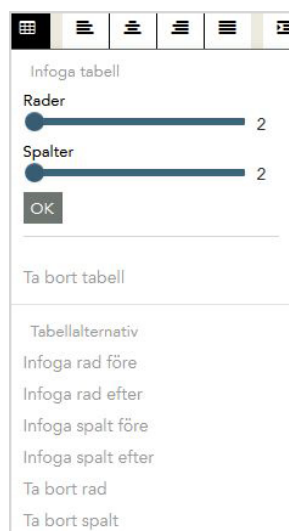 Infoga tabell
Rader
2
Spalter
2
OK
Ta bort tabell
Tabellalternativ
Infoga rad före
Infoga rad efter
Infoga spalt före
Infoga spalt efter
Ta bort rad
Ta bort spalt